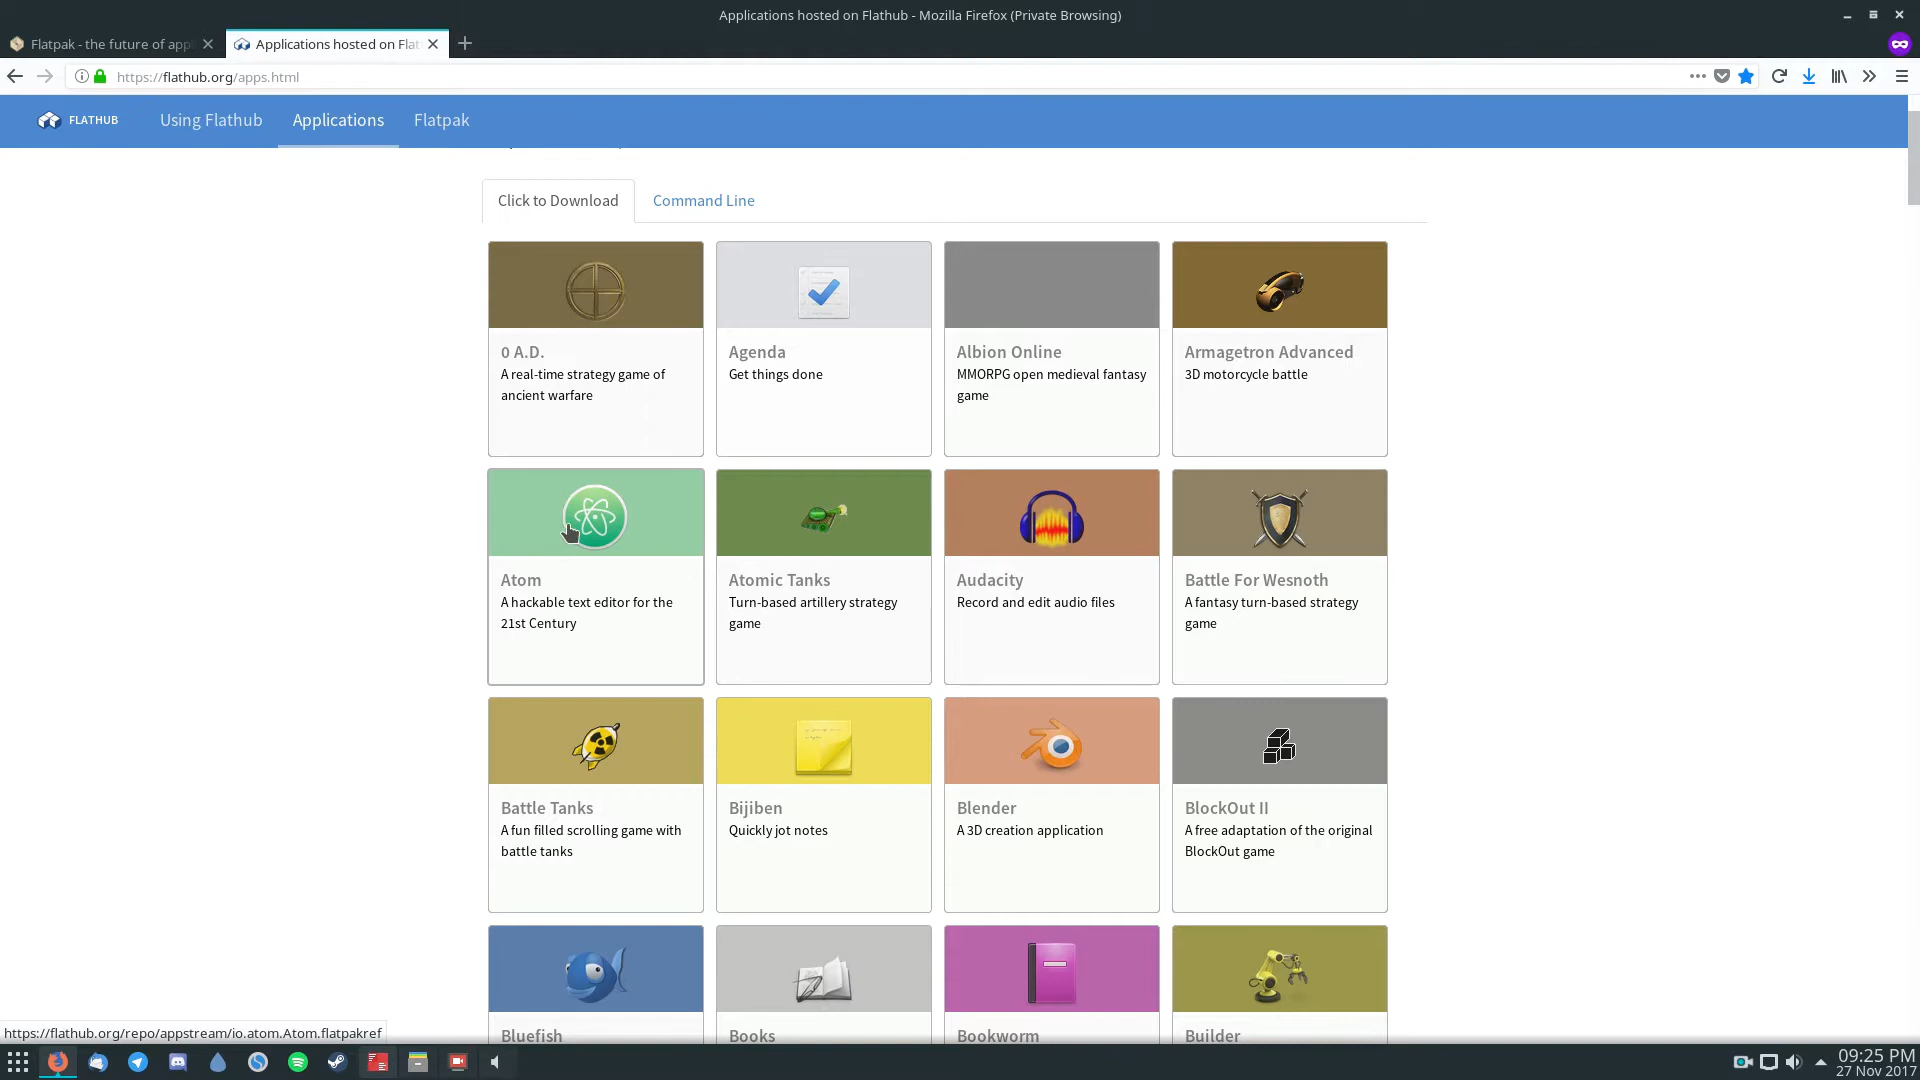 Applications hosted on Flathub - Mozilla Firefox (Private Browsing)
Flatpak - the future of app
Applications hosted on Flat
https://flathub.org/apps.html
FLATHUB
Using Flathub
Applications
Flatpak
Click to Download
Command Line
0 A.D.
A real-time strategy game of
ancient warfare
Agenda
Get things done
Albion Online
MMORPG open medieval fantasy
game
Armagetron Advanced
3D motorcycle battle
Atom
A hackable text editor for the
21st Century
Atomic Tanks
Turn-based artillery strategy
game
Audacity
Record and edit audio files
Battle For Wesnoth
A fantasy turn-based strategy
game
Battle Tanks
A fun filled scrolling game with
battle tanks
Bijiben
Quickly jot notes
Blender
A 3D creation application
BlockOut II
A free adaptation of the original
BlockOut game
Bluefish
Books
Bookworm
Builder
https://flathub.org/repo/appstream/io.atom.Atom.flatpakref
09:25 PM
27 Nov 2017